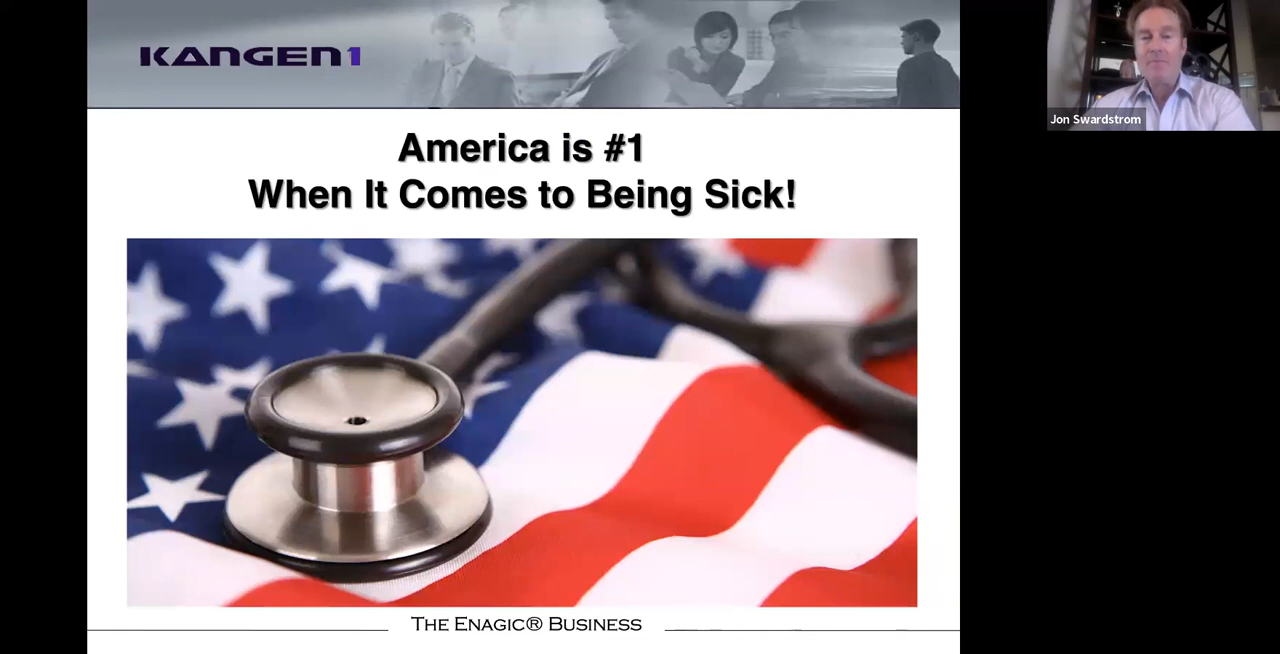 KANGEN1
Jon Swardstrom
America is #1
When It Comes to Being Sick!
THE ENAGIC® BUSINESS